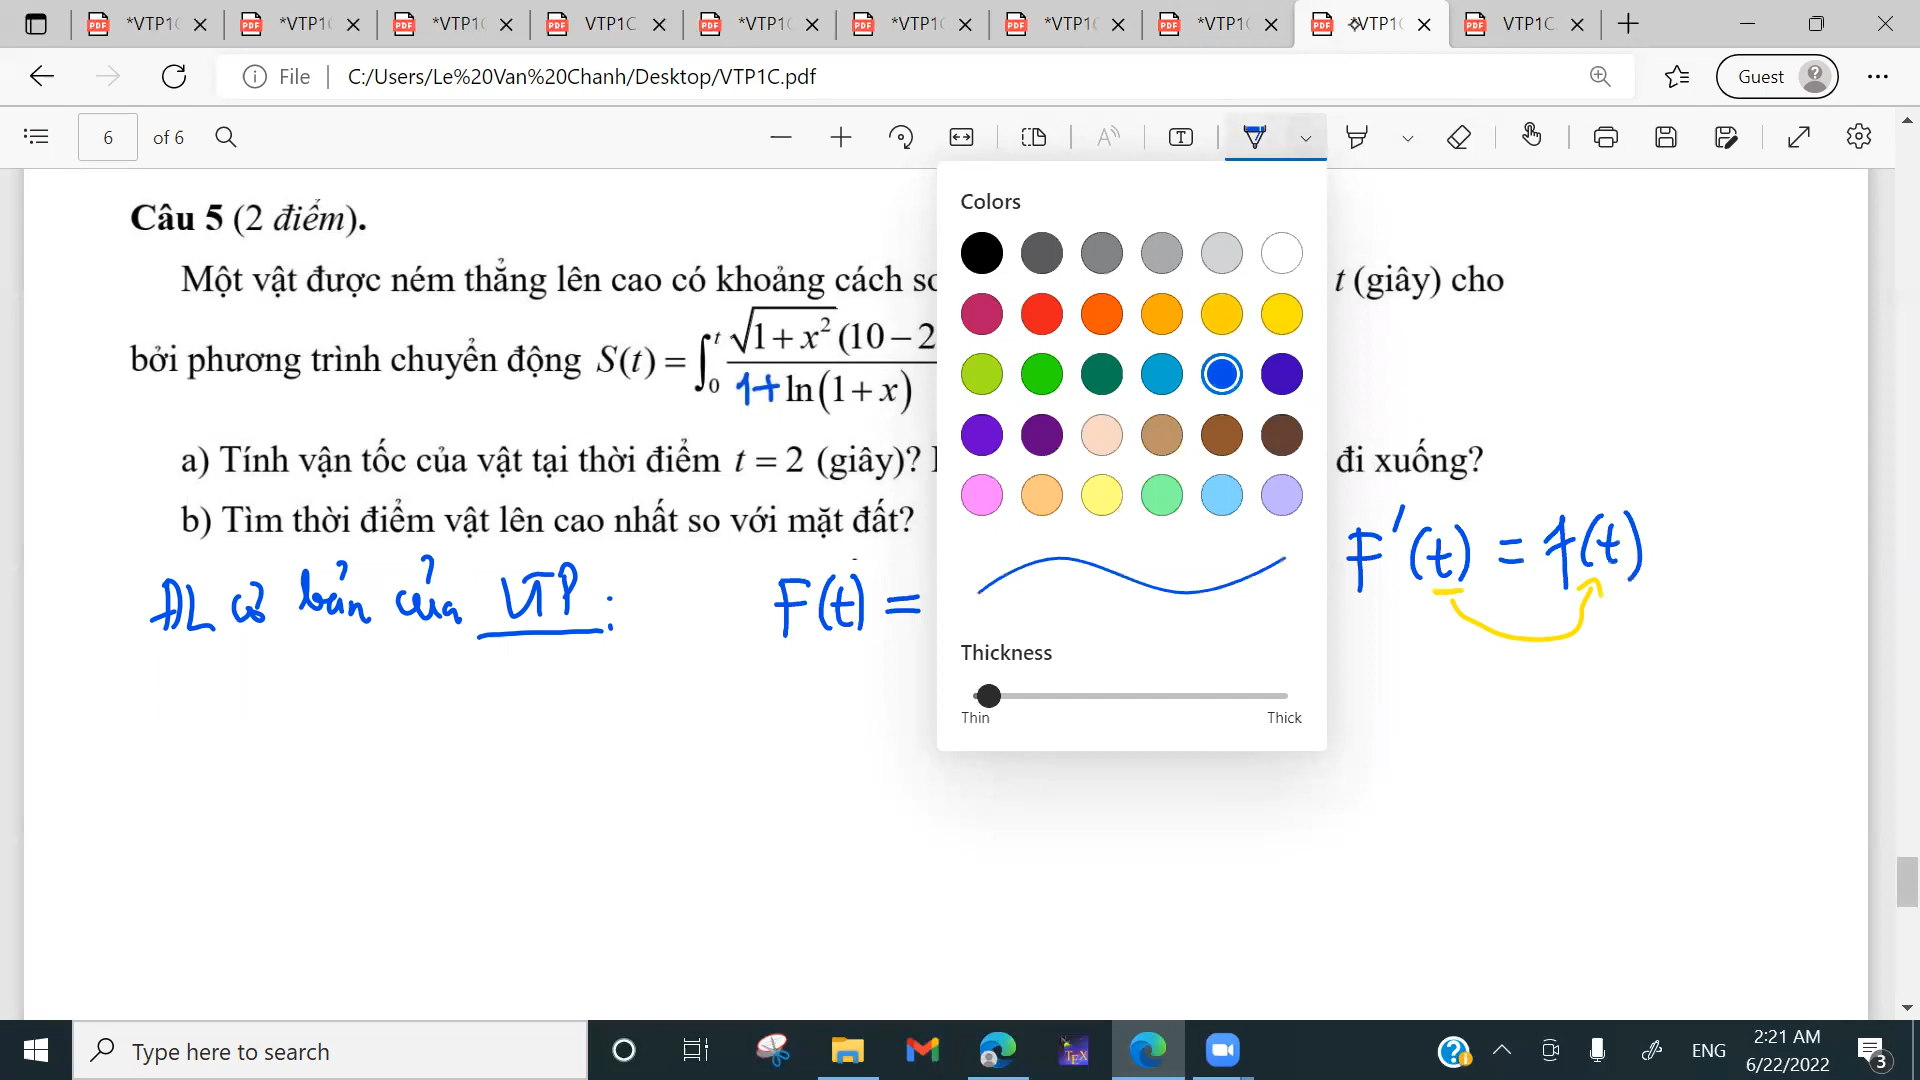 *VTP1C *VTP1C *VTP1C VTP1C *VTP1C *VTP1C *VTP1C *VTP1C VTP1C VTP1C
File C:/Users/Le%20Van%20Chanh/Desktop/VTP1C.pdf Guest
6 of 6
Câu 5 (2 điểm).
Một vật được ném thẳng lên cao có khoảng cách so t (giây) cho
bởi phương trình chuyển động S(t) = ∫₀ᵗ √(1 + x²) (10 − 2 / 1+ ln(1 + x)
a) Tính vận tốc của vật tại thời điểm t = 2 (giây)? đi xuống?
b) Tìm thời điểm vật lên cao nhất so với mặt đất?
ĐL cơ bản của VTP : F(t) = F'(t) = f(t)
Colors
Thickness
Thin Thick
Type here to search
ENG
2:21 AM
6/22/2022
3